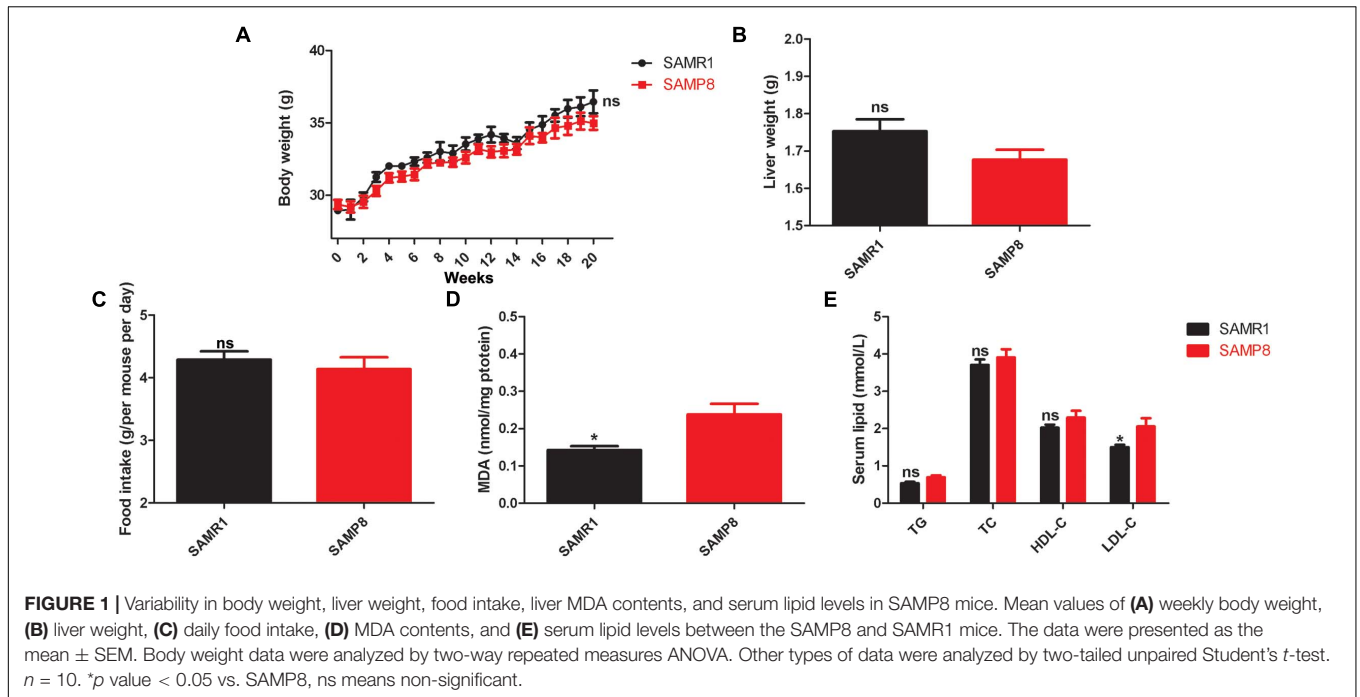 A
Body weight (g)
40
35
30
0 2 4 6 8 10 12 14 16 18 20
Weeks
ns
SAMR1
SAMP8
B
Liver weight (g)
2.0
1.9
1.8
1.7
1.6
1.5
ns
SAMR1 SAMP8
C
Food intake (g/per mouse per day)
5
4
3
2
ns
SAMR1 SAMP8
D
MDA (nmol/mg ptotein)
0.5
0.4
0.3
0.2
0.1
0.0
*
SAMR1 SAMP8
E
Serum lipid (mmol/L)
5
4
3
2
1
0
ns ns ns *
TG TC HDL-C LDL-C
SAMR1
SAMP8
FIGURE 1 | Variability in body weight, liver weight, food intake, liver MDA contents, and serum lipid levels in SAMP8 mice. Mean values of (A) weekly body weight,
(B) liver weight, (C) daily food intake, (D) MDA contents, and (E) serum lipid levels between the SAMP8 and SAMR1 mice. The data were presented as the
mean ± SEM. Body weight data were analyzed by two-way repeated measures ANOVA. Other types of data were analyzed by two-tailed unpaired Student's t-test.
n = 10. *p value < 0.05 vs. SAMP8, ns means non-significant.